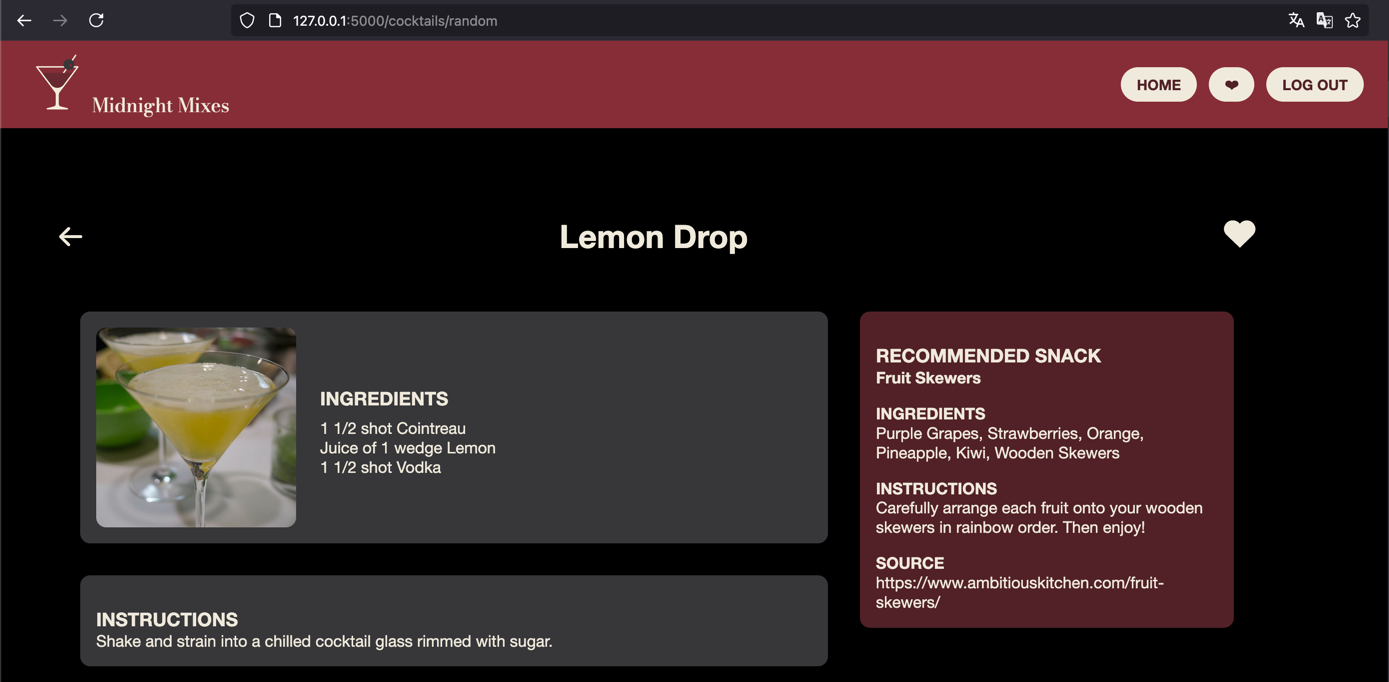 127.0.0.1:5000/cocktails/random
Midnight Mixes
HOME
LOG OUT
Lemon Drop
INGREDIENTS
1 1/2 shot Cointreau
Juice of 1 wedge Lemon
1 1/2 shot Vodka
INSTRUCTIONS
Shake and strain into a chilled cocktail glass rimmed with sugar.
RECOMMENDED SNACK
Fruit Skewers
INGREDIENTS
Purple Grapes, Strawberries, Orange,
Pineapple, Kiwi, Wooden Skewers
INSTRUCTIONS
Carefully arrange each fruit onto your wooden
skewers in rainbow order. Then enjoy!
SOURCE
https://www.ambitiouskitchen.com/fruit-
skewers/